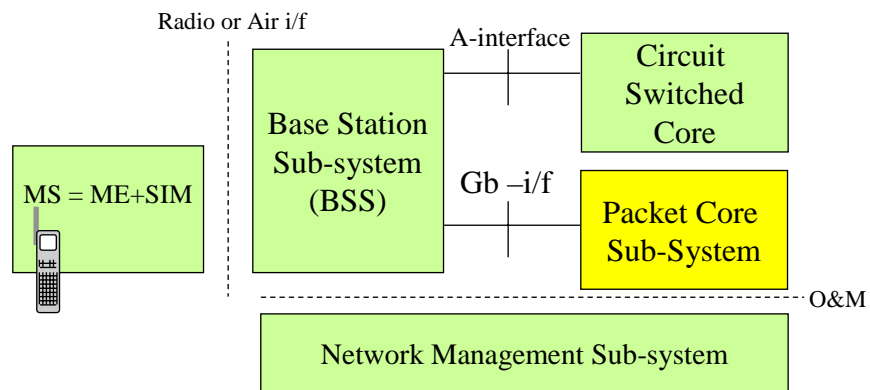 Radio or Air i/f
A-interface
Circuit
Switched
Core
Base Station
Sub-system
(BSS)
MS = ME+SIM
Gb –i/f
Packet Core
Sub-System
O&M
Network Management Sub-system